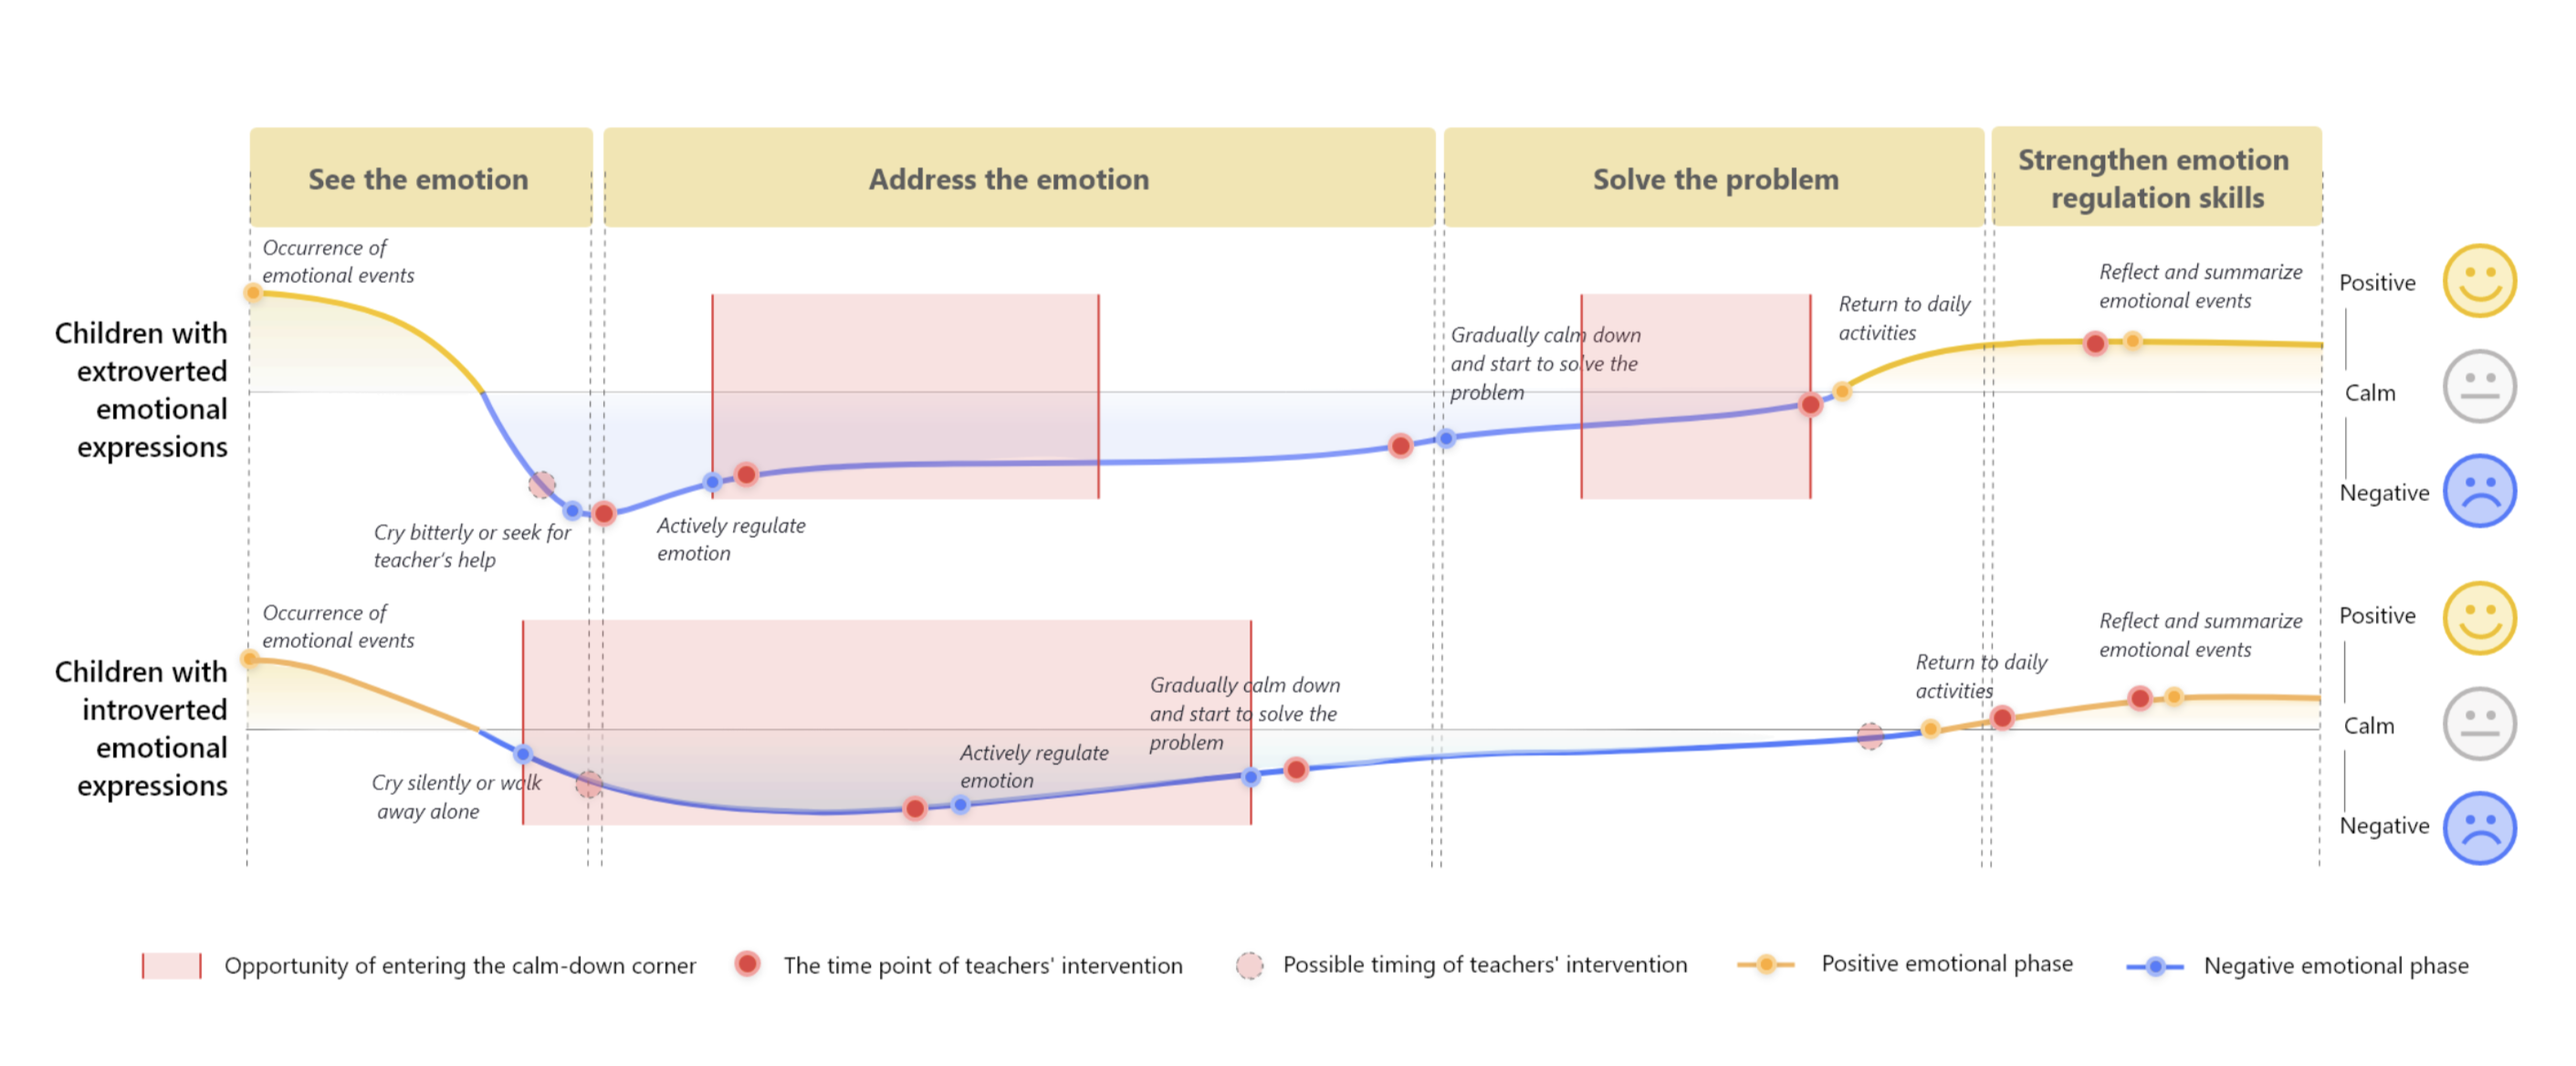 See the emotion
Address the emotion
Solve the problem
Strengthen emotion
regulation skills
Children with
extroverted
emotional
expressions
Occurrence of
emotional events
Cry bitterly or seek for
teacher's help
Actively regulate
emotion
Gradually calm down
and start to solve the
problem
Return to daily
activities
Reflect and summarize
emotional events
Positive
Calm
Negative
Children with
introverted
emotional
expressions
Occurrence of
emotional events
Cry silently or walk
away alone
Actively regulate
emotion
Gradually calm down
and start to solve the
problem
Return to daily
activities
Reflect and summarize
emotional events
Positive
Calm
Negative
Opportunity of entering the calm-down corner
The time point of teachers' intervention
Possible timing of teachers' intervention
Positive emotional phase
Negative emotional phase